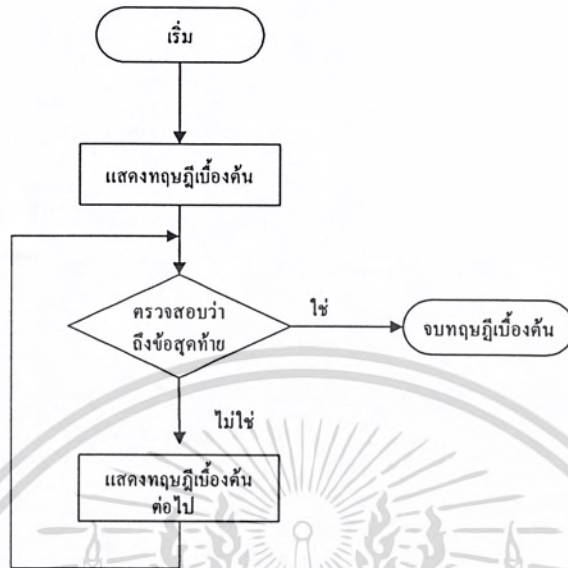 เริ่ม
แสดงทฤษฎีเบื้องต้น
ตรวจสอบว่า
ถึงข้อสุดท้าย
ใช่
จบทฤษฎีเบื้องต้น
ไม่ใช่
แสดงทฤษฎีเบื้องต้น
ต่อไป